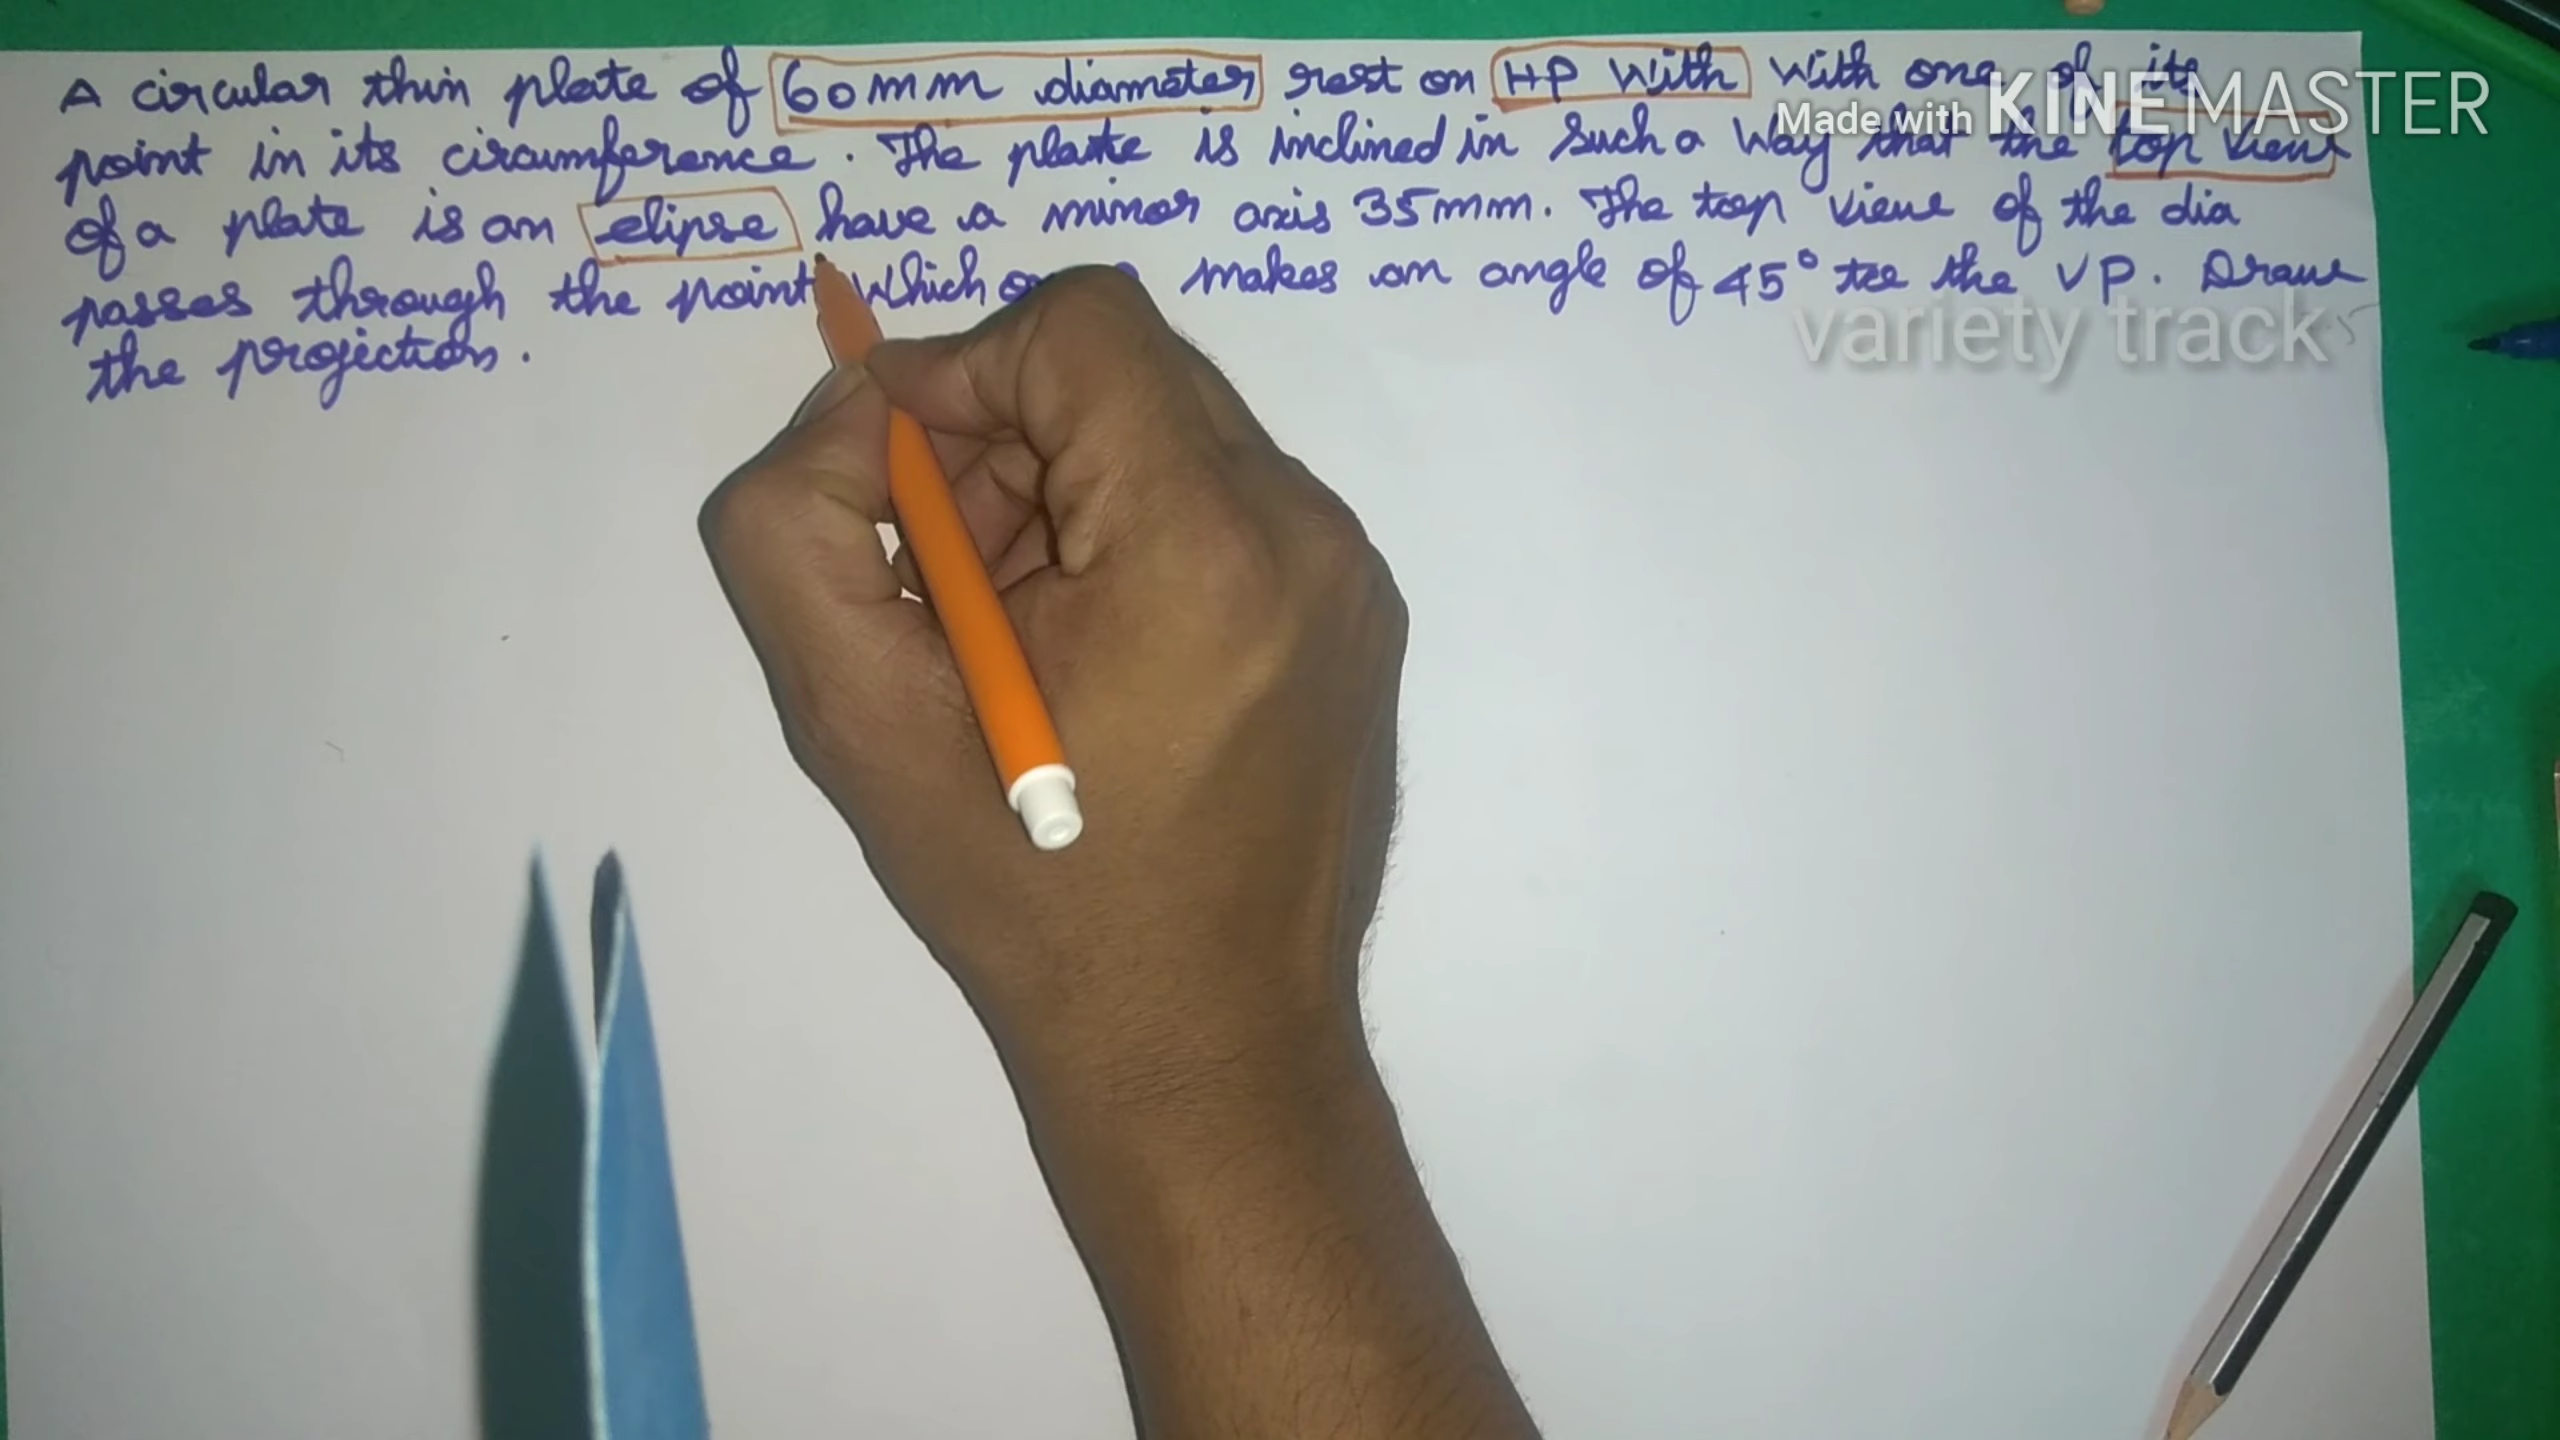 A circular thin plate of 60mm diameter rest on HP with with one of its
Made with KINEMASTER
point in its circumference. The plate is inclined in such a way that the top view
of a plate is an elipse have a minor axis 35mm. The top view of the dia
passes through the point which makes an angle of 45° to the VP. Draw
variety track
the projection.